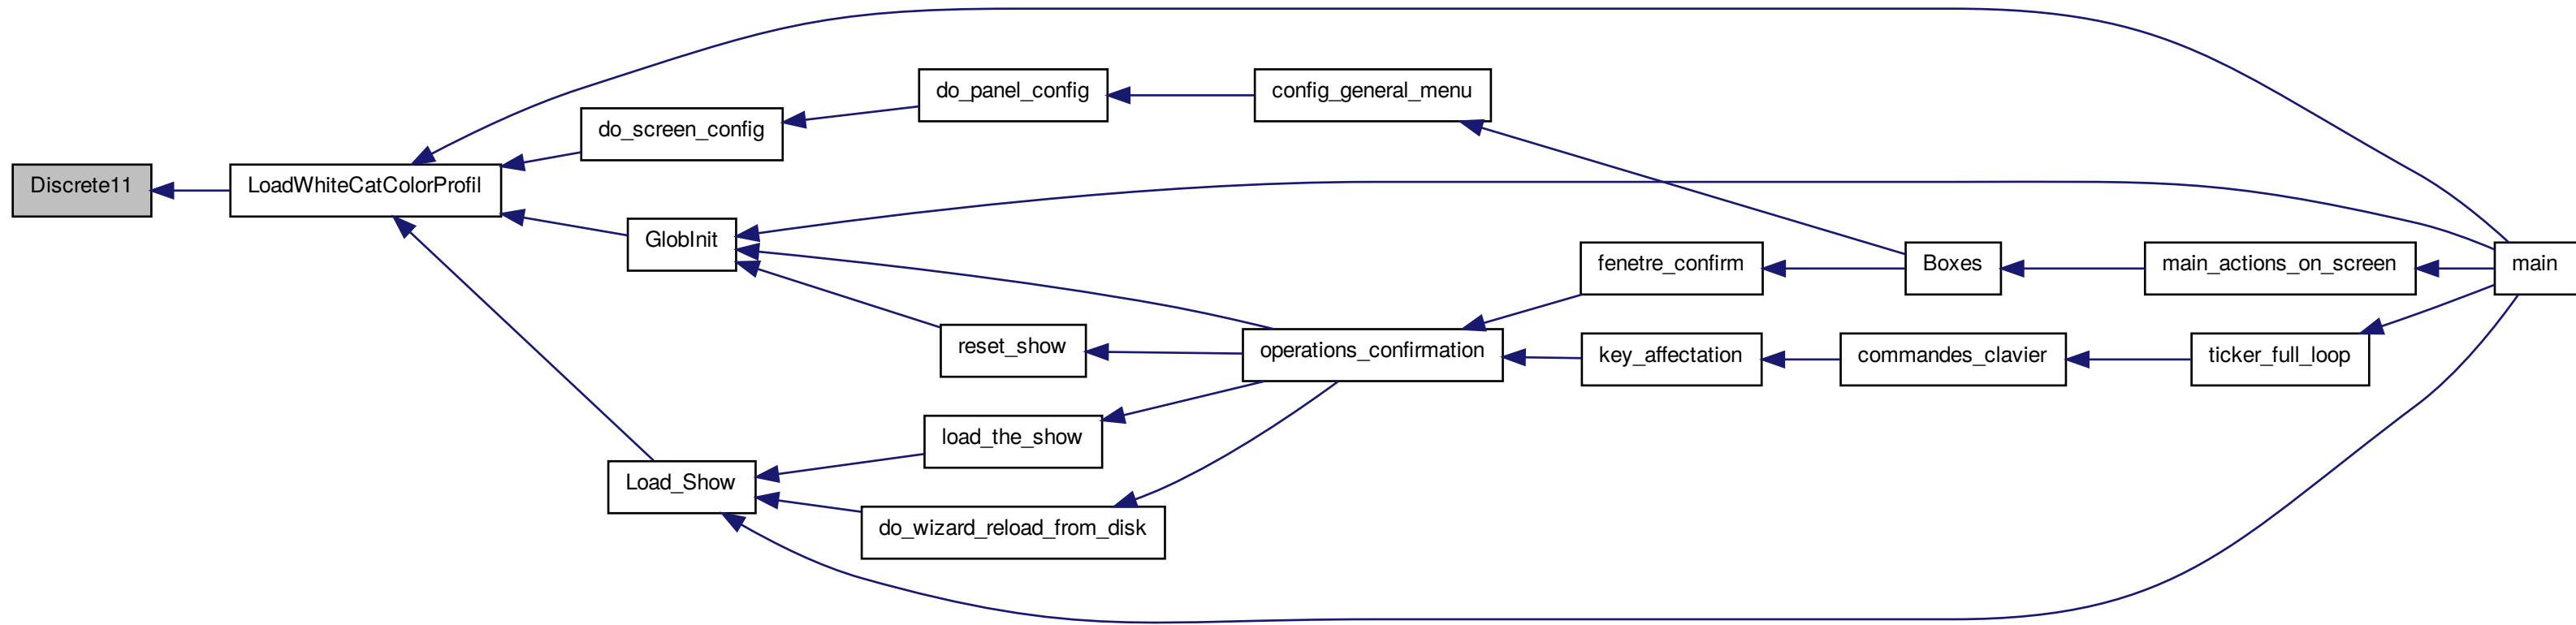 do_panel_config
config_general_menu
do_screen_config
Discrete11
LoadWhiteCatColorProfil
GlobInit
fenetre_confirm
Boxes
main_actions_on_screen
main
reset_show
operations_confirmation
key_affectation
commandes_clavier
ticker_full_loop
load_the_show
Load_Show
do_wizard_reload_from_disk